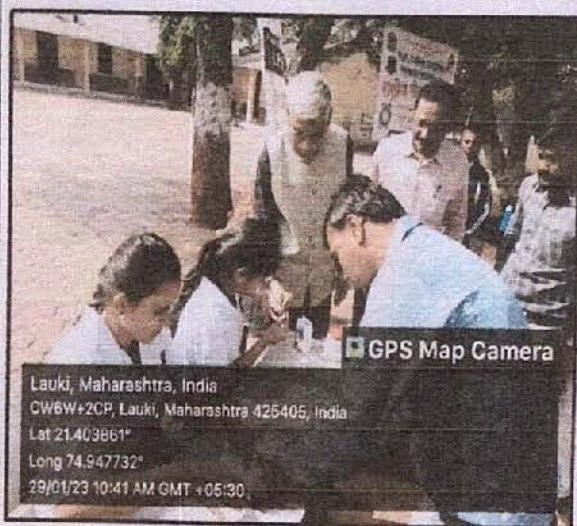 GPS Map Camera
Lauki, Maharashtra, India
CW6W+2CP, Lauki, Maharashtra 425405, India
Lat 21.403861°
Long 74.947732°
29/01/23 10:41 AM GMT +05:30